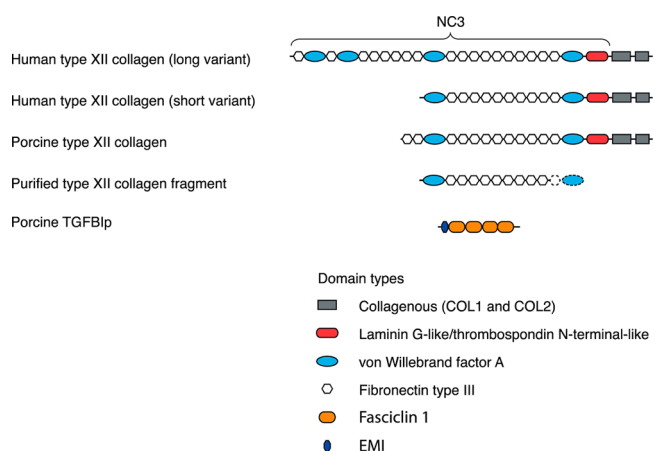 NC3
Human type XII collagen (long variant)
Human type XII collagen (short variant)
Porcine type XII collagen
Purified type XII collagen fragment
Porcine TGFBIp
Domain types
Collagenous (COL1 and COL2)
Laminin G-like/thrombospondin N-terminal-like
von Willebrand factor A
Fibronectin type III
Fasciclin 1
EMI